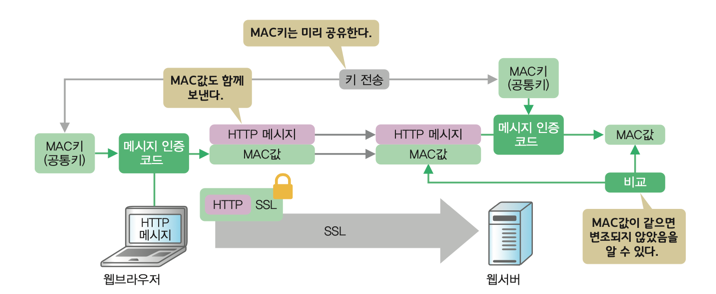 MAC키는 미리 공유한다.
MAC값도 함께
보낸다.
키 전송
MAC키
(공통키)
MAC키
(공통키)
메시지 인증
코드
HTTP 메시지
MAC값
HTTP 메시지
MAC값
메시지 인증
코드
MAC값
비교
HTTP
메시지
HTTP SSL
SSL
MAC값이 같으면
변조되지 않았음을
알 수 있다.
웹브라우저
웹서버